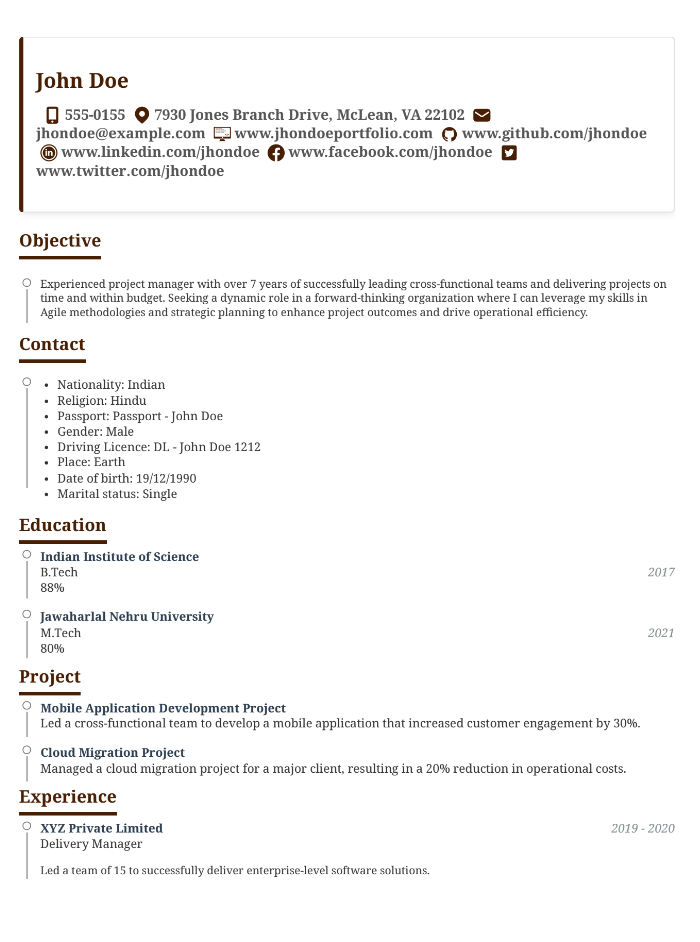 John Doe
555-0155 7930 Jones Branch Drive, McLean, VA 22102
jhondoe@example.com www.jhondoeportfolio.com www.github.com/jhondoe
www.linkedin.com/jhondoe www.facebook.com/jhondoe
www.twitter.com/jhondoe
Objective
Experienced project manager with over 7 years of successfully leading cross-functional teams and delivering projects on
time and within budget. Seeking a dynamic role in a forward-thinking organization where I can leverage my skills in
Agile methodologies and strategic planning to enhance project outcomes and drive operational efficiency.
Contact
• Nationality: Indian
• Religion: Hindu
• Passport: Passport - John Doe
• Gender: Male
• Driving Licence: DL - John Doe 1212
• Place: Earth
• Date of birth: 19/12/1990
• Marital status: Single
Education
Indian Institute of Science
B.Tech 2017
88%
Jawaharlal Nehru University
M.Tech 2021
80%
Project
Mobile Application Development Project
Led a cross-functional team to develop a mobile application that increased customer engagement by 30%.
Cloud Migration Project
Managed a cloud migration project for a major client, resulting in a 20% reduction in operational costs.
Experience
XYZ Private Limited 2019 - 2020
Delivery Manager
Led a team of 15 to successfully deliver enterprise-level software solutions.